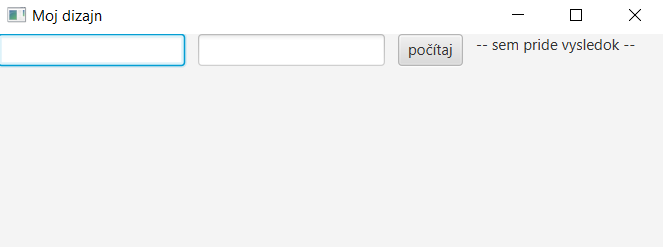 Moj dizajn
počítaj
-- sem pride vysledok --